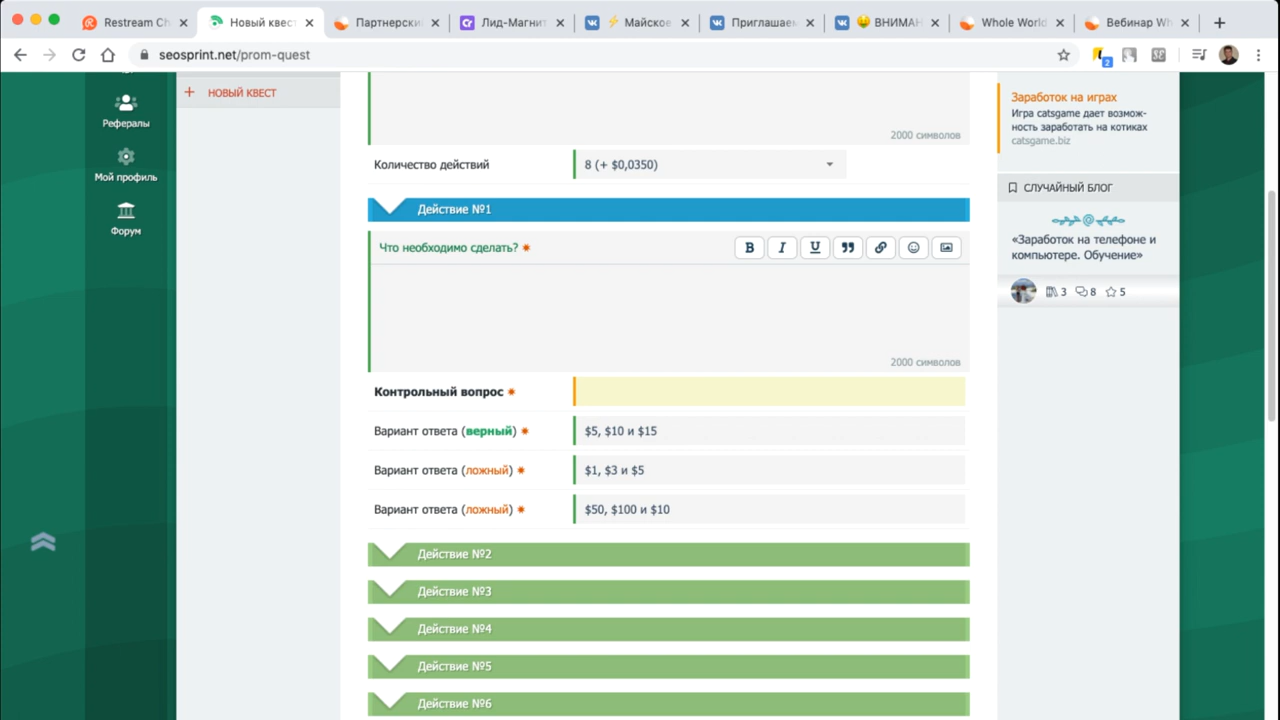 Restream Ch
Новый квест
Партнерски
Лид-Магнит
⚡ Майсков
Приглашаем
🤑 ВНИМАН
Whole World
Вебинар Wh
seosprint.net/prom-quest
2
Рефералы
Мой профиль
Форум
+ НОВЫЙ КВЕСТ
2000 символов
Количество действий
8 (+ $0,0350)
Действие №1
Что необходимо сделать?
B I U
2000 символов
Контрольный вопрос
Вариант ответа (верный)
$5, $10 и $15
Вариант ответа (ложный)
$1, $3 и $5
Вариант ответа (ложный)
$50, $100 и $10
Действие №2
Действие №3
Действие №4
Действие №5
Действие №6
Заработок на играх
Игра catsgame дает возмож-
ность заработать на котиках
catsgame.biz
СЛУЧАЙНЫЙ БЛОГ
«Заработок на телефоне и
компьютере. Обучение»
3 8 5